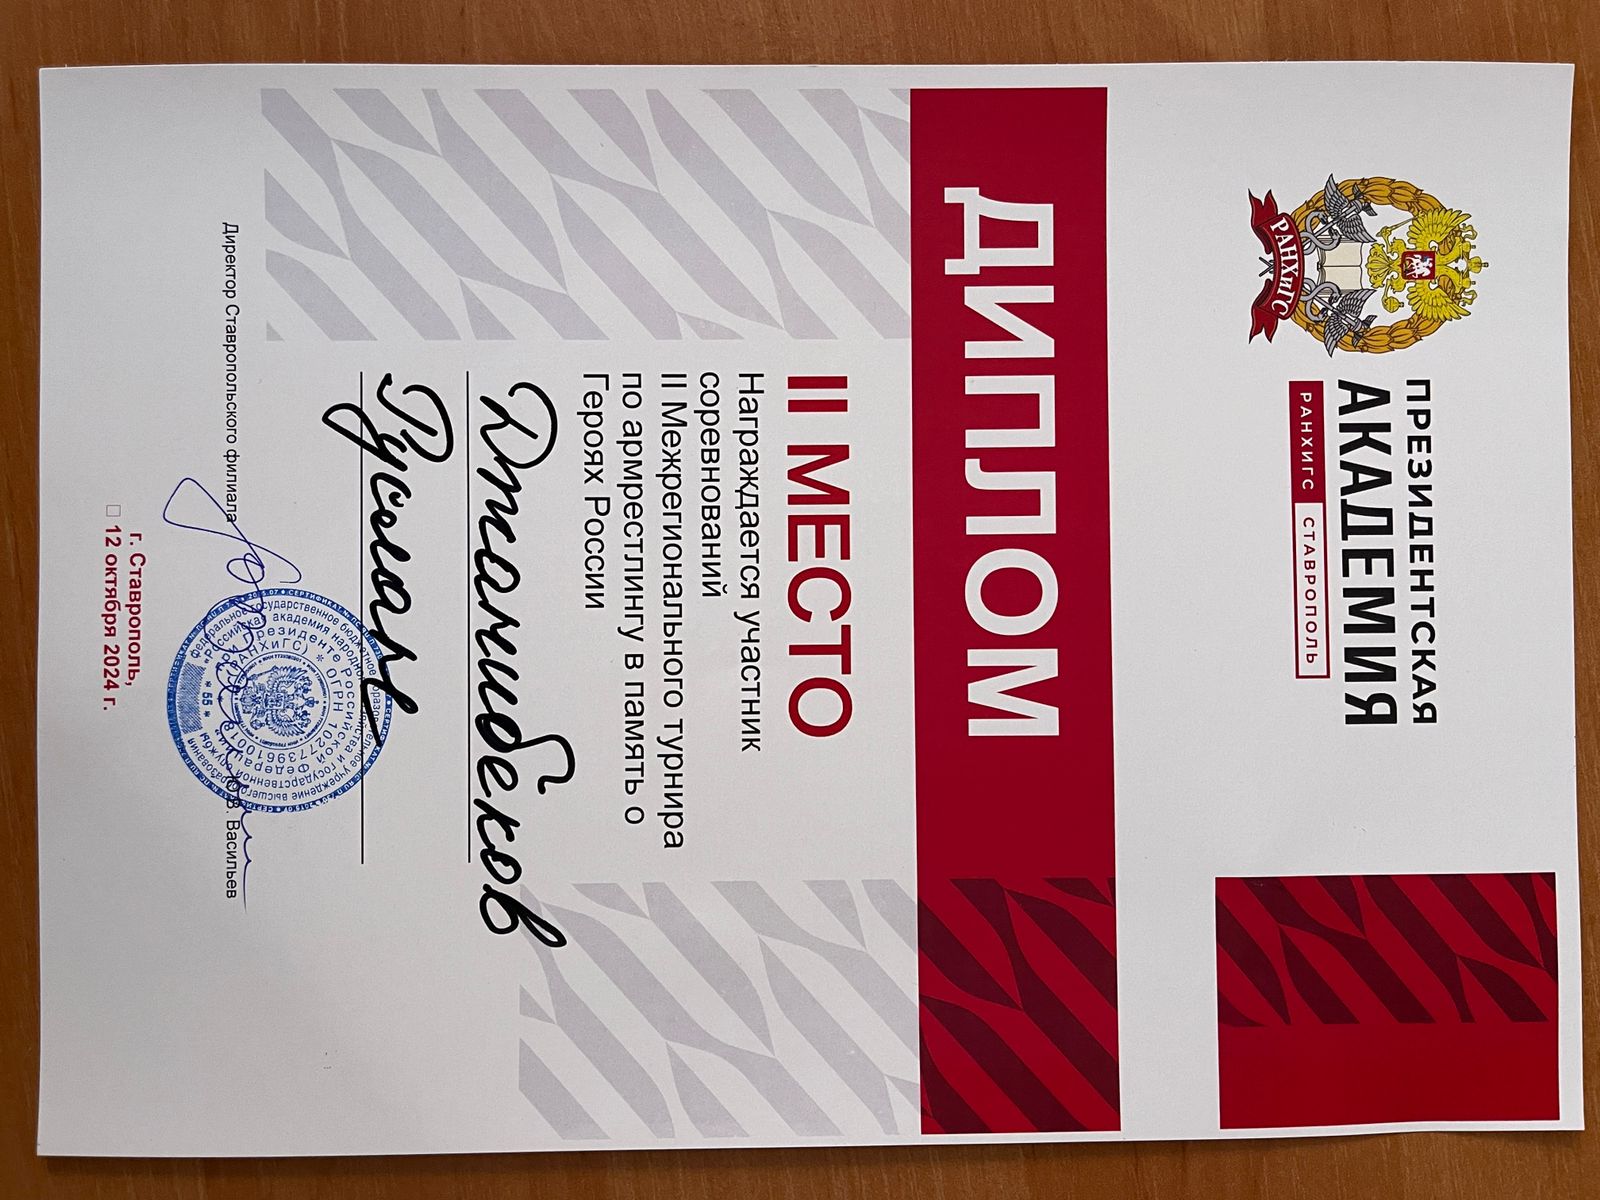 РАНХиГС
ПРЕЗИДЕНТСКАЯ
АКАДЕМИЯ
РАНХИГС СТАВРОПОЛЬ
ДИПЛОМ
II МЕСТО
Награждается участник
соревнований
II Межрегионального турнира
по армрестлингу в память о
Героях России
Джанибеков
Руслан
Директор Ставропольского филиала
В. Васильев
г. Ставрополь,
12 октября 2024 г.